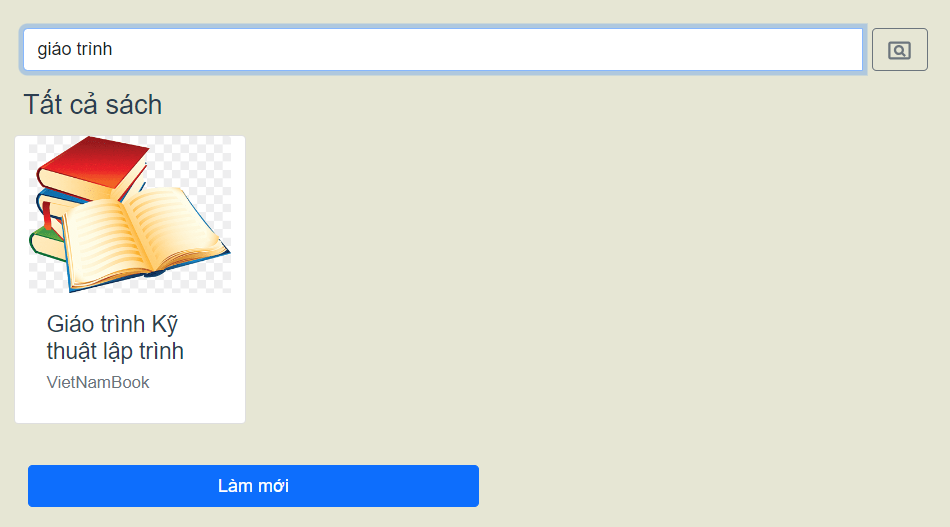 giáo trình
Tất cả sách
Giáo trình Kỹ
thuật lập trình
VietNamBook
Làm mới